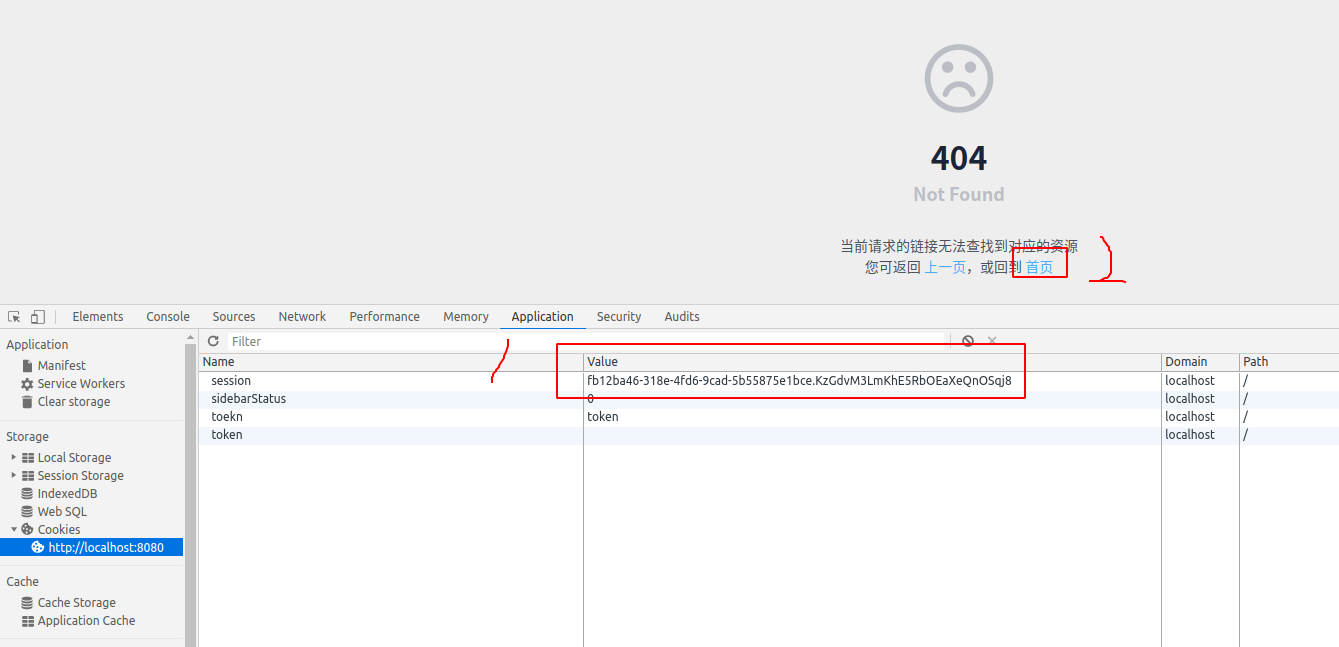 404
Not Found
当前请求的链接无法查找到对应的资源
您可返回 上一页，或回到 首页
Elements Console Sources Network Performance Memory Application Security Audits
Application
Manifest
Service Workers
Clear storage
Storage
Local Storage
Session Storage
IndexedDB
Web SQL
Cookies
http://localhost:8080
Cache
Cache Storage
Application Cache
Filter
Name Value Domain Path
session fb12ba46-318e-4fd6-9cad-5b55875e1bce.KzGdvM3LmKhE5RbOEaXeQnOSqj8 localhost /
sidebarStatus 0 localhost /
toekn token localhost /
token localhost /